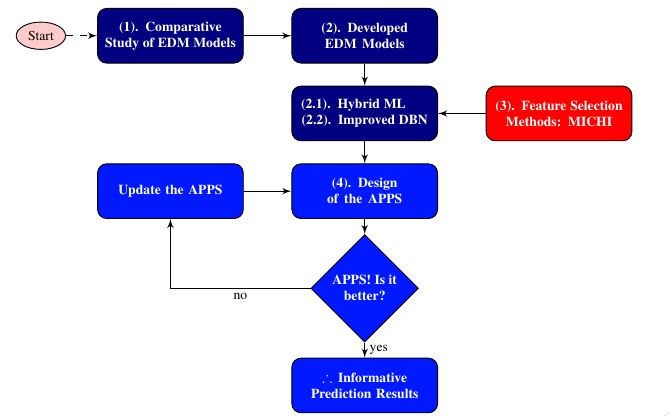 Start
(1). Comparative
Study of EDM Models
(2). Developed
EDM Models
(2.1). Hybrid ML
(2.2). Improved DBN
(3). Feature Selection
Methods: MICHI
Update the APPS
(4). Design
of the APPS
APPS! Is it
better?
no
yes
∴ Informative
Prediction Results